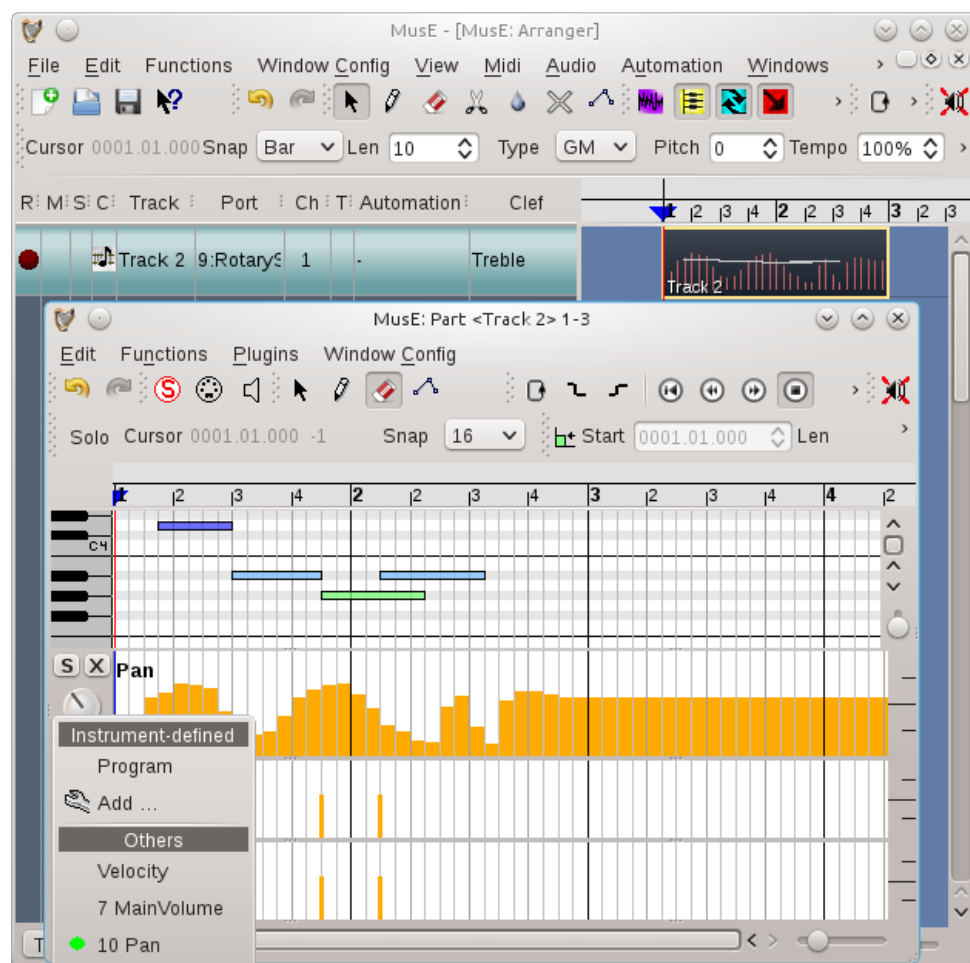 MusE - [MusE: Arranger]
File Edit Functions Window Config View Midi Audio Automation Windows
Cursor 0001.01.000 Snap Bar Len 10 Type GM Pitch 0 Tempo 100%
R M S C Track Port Ch T Automation Clef
1 2 3 4 2 2 3 4 3 2 3
Track 2 9:RotaryS 1 - Treble
Track 2
MusE: Part <Track 2> 1-3
Edit Functions Plugins Window Config
S
Solo Cursor 0001.01.000 -1 Snap 16 Start 0001.01.000 Len
1 2 3 4 2 2 3 4 3 2 3 4 4 2
C4
S X Pan
Instrument-defined
Program
Add ...
Others
Velocity
7 MainVolume
10 Pan
T